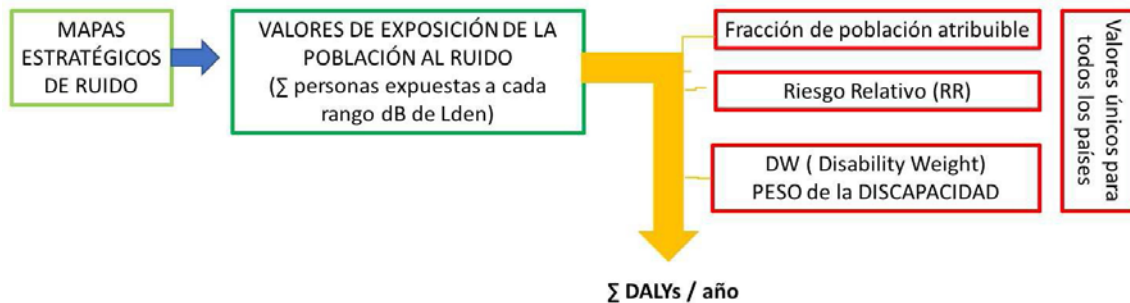 MAPAS
ESTRATÉGICOS
DE RUIDO
VALORES DE EXPOSICIÓN DE LA
POBLACIÓN AL RUIDO
(∑ personas expuestas a cada
rango dB de Lden)
Fracción de población atribuible
Riesgo Relativo (RR)
DW ( Disability Weight)
PESO de la DISCAPACIDAD
Valores únicos para
todos los países
∑ DALYs / año